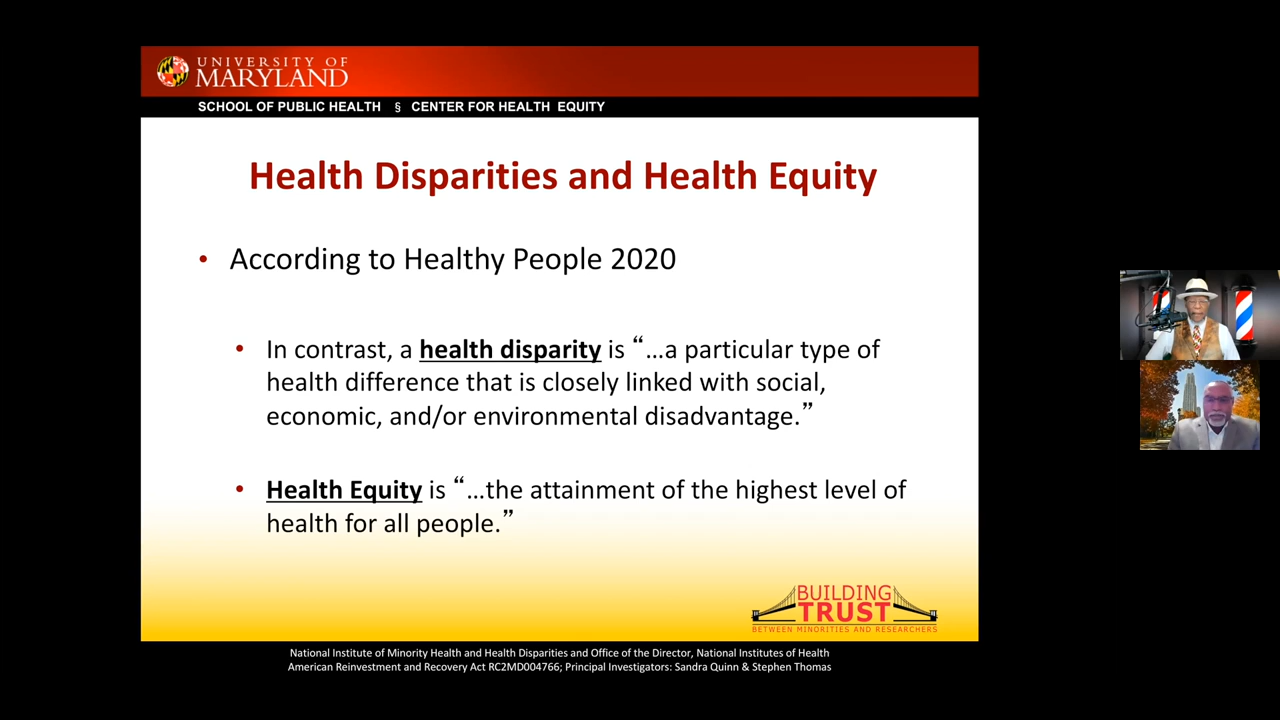 UNIVERSITY OF
MARYLAND
SCHOOL OF PUBLIC HEALTH § CENTER FOR HEALTH EQUITY
Health Disparities and Health Equity
• According to Healthy People 2020
• In contrast, a health disparity is “…a particular type of
health difference that is closely linked with social,
economic, and/or environmental disadvantage.”
• Health Equity is “…the attainment of the highest level of
health for all people.”
BUILDING
TRUST
BETWEEN MINORITIES AND RESEARCHERS
National Institute of Minority Health and Health Disparities and Office of the Director, National Institutes of Health
American Reinvestment and Recovery Act RC2MD004766; Principal Investigators: Sandra Quinn & Stephen Thomas